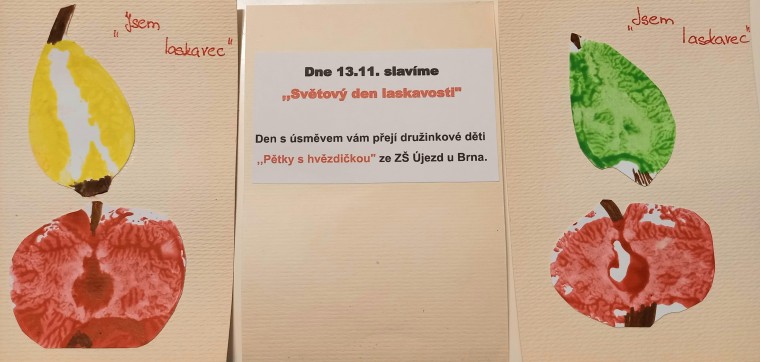 „Jsem
laskavec"
Dne 13.11. slavíme
,,Světový den laskavosti"
Den s úsměvem vám přejí družinkové děti
,,Pětky s hvězdičkou" ze ZŠ Újezd u Brna.
„Jsem
laskavec"